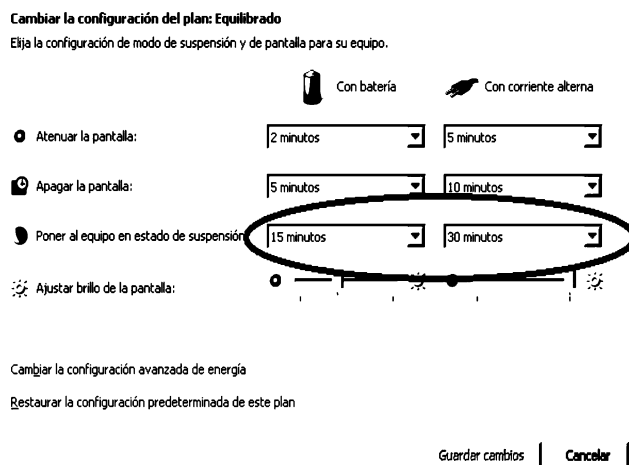 Cambiar la configuración del plan: Equilibrado
Elija la configuración de modo de suspensión y de pantalla para su equipo.
Con batería Con corriente alterna
Atenuar la pantalla: 2 minutos 5 minutos
Apagar la pantalla: 5 minutos 10 minutos
Poner al equipo en estado de suspensión 15 minutos 30 minutos
Ajustar brillo de la pantalla:
Cambiar la configuración avanzada de energía
Restaurar la configuración predeterminada de este plan
Guardar cambios Cancelar